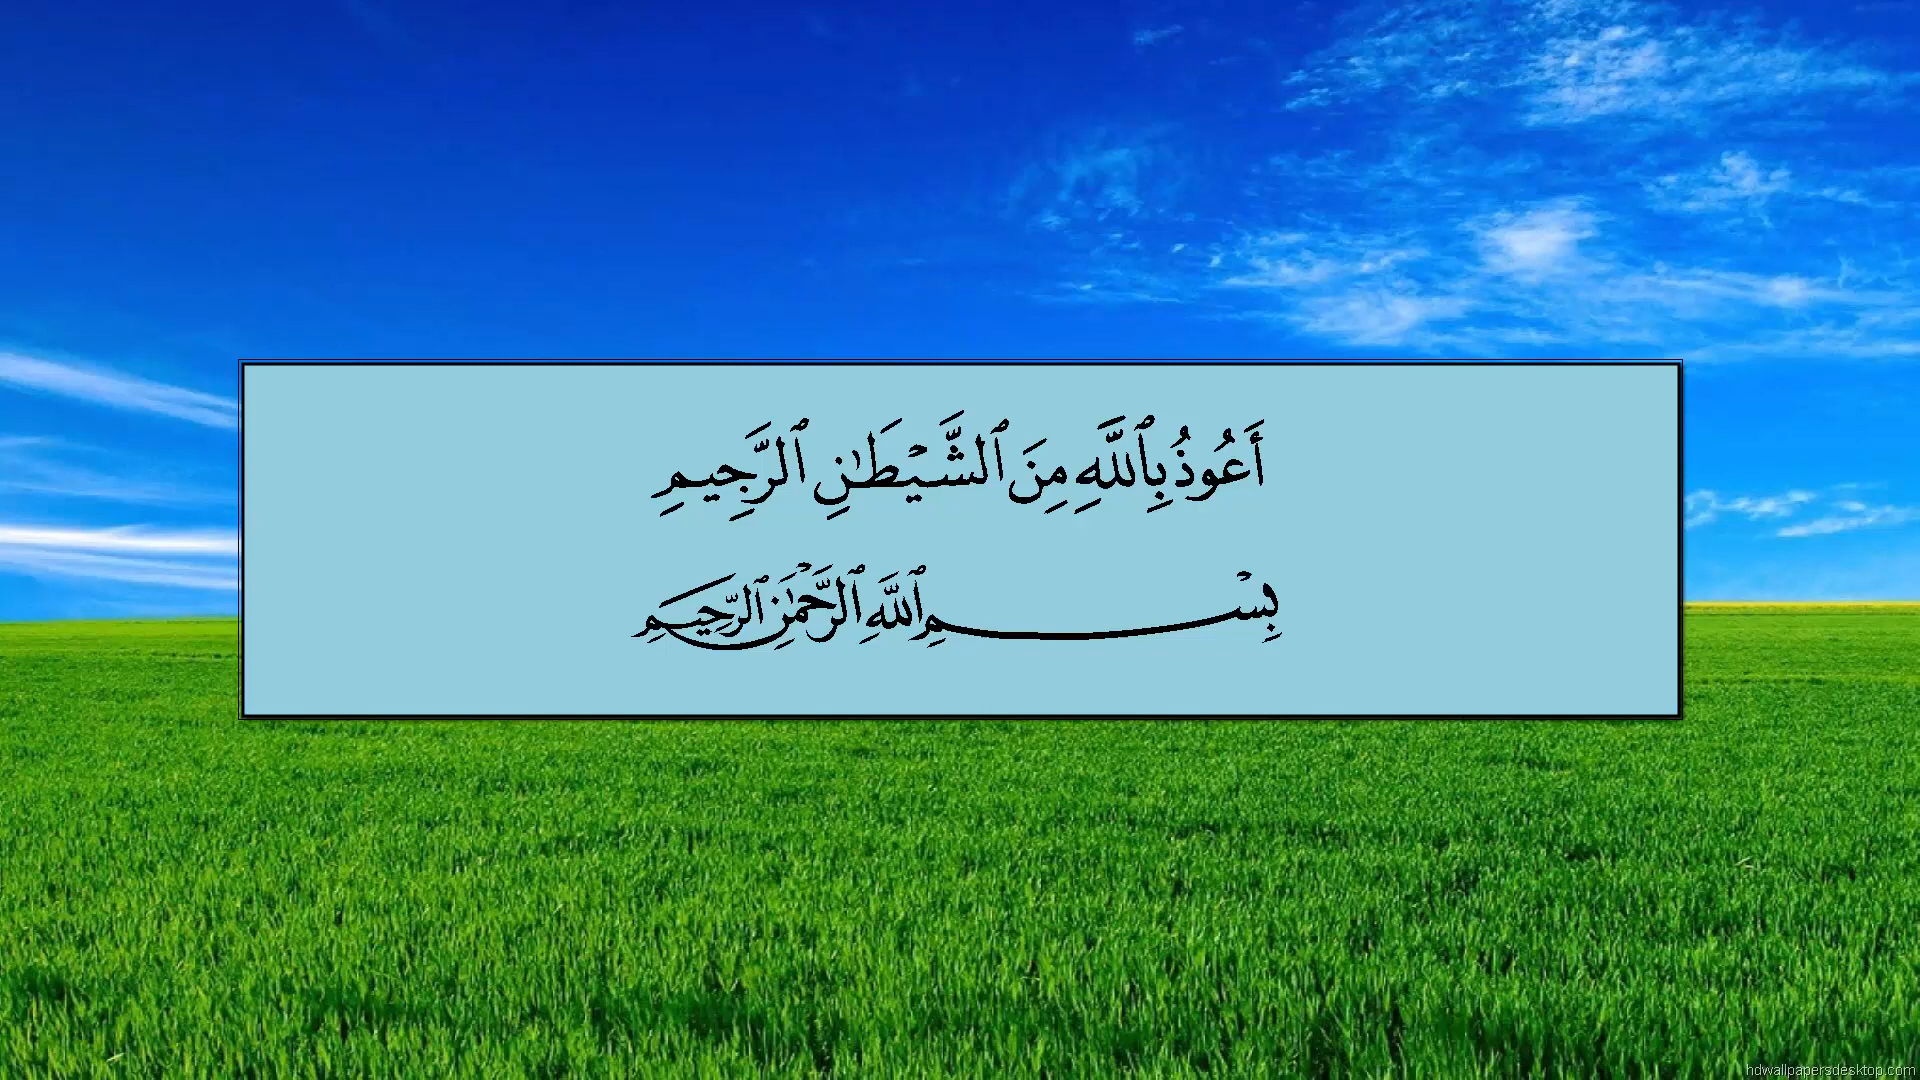 أَعُوذُ بِٱللَّهِ مِنَ ٱلشَّيْطَٰنِ ٱلرَّجِيمِ
بِسْمِ ٱللَّهِ ٱلرَّحْمَٰنِ ٱلرَّحِيمِ
hdwallpapersdesktop.com